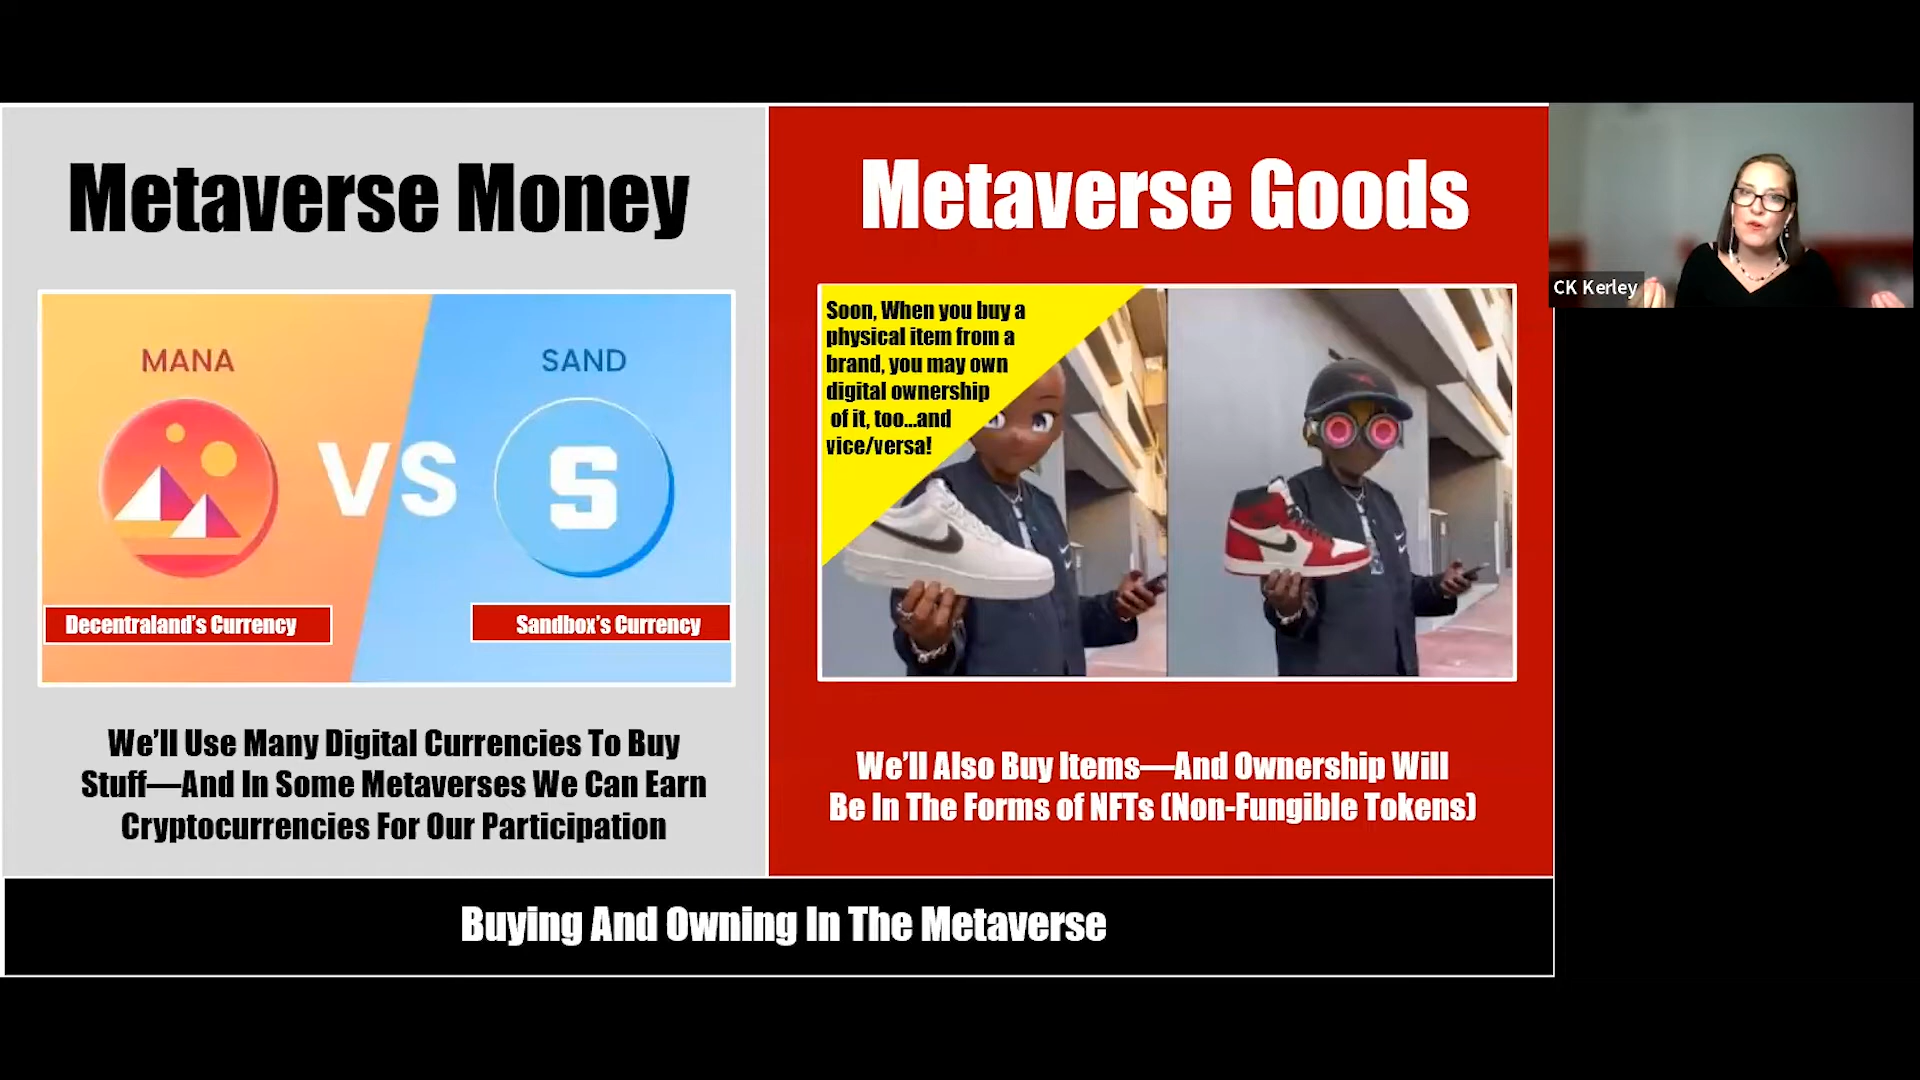 Metaverse Money
MANA
SAND
VS
S
Decentraland's Currency
Sandbox's Currency
We'll Use Many Digital Currencies To Buy
Stuff—And In Some Metaverses We Can Earn
Cryptocurrencies For Our Participation
Metaverse Goods
Soon, When you buy a
physical item from a
brand, you may own
digital ownership
of it, too...and
vice/versa!
We'll Also Buy Items—And Ownership Will
Be In The Forms of NFTs (Non-Fungible Tokens)
Buying And Owning In The Metaverse
CK Kerley